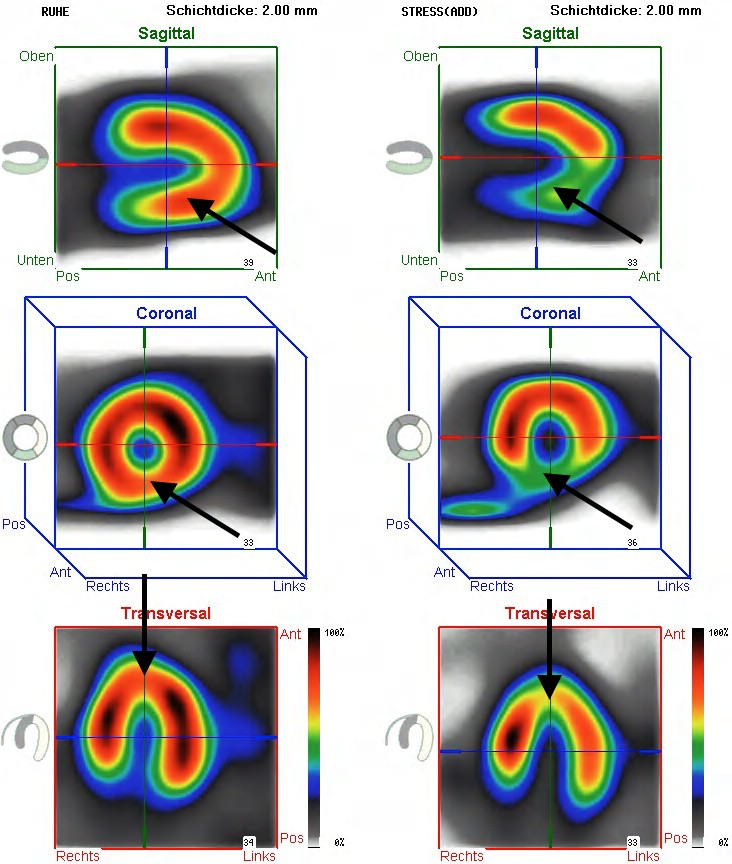 RUHE Schichtdicke: 2.00 mm
Sagittal
Oben
Unten
Pos
39
Ant
Coronal
33
Pos
Ant
Rechts
Links
Transversal
Ant
100%
34
Pos
0%
Rechts
Links
STRESS(ADD) Schichtdicke: 2.00 mm
Sagittal
Oben
Unten
Pos
33
Ant
Coronal
36
Pos
Ant
Rechts
Links
Transversal
Ant
100%
33
Pos
0%
Rechts
Links